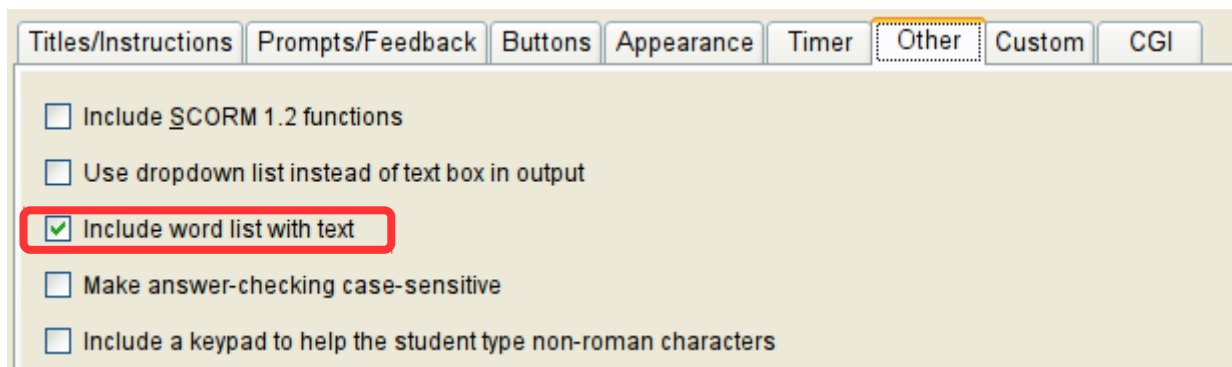 Titles/Instructions Prompts/Feedback Buttons Appearance Timer Other Custom CGI
Include SCORM 1.2 functions
Use dropdown list instead of text box in output
Include word list with text
Make answer-checking case-sensitive
Include a keypad to help the student type non-roman characters